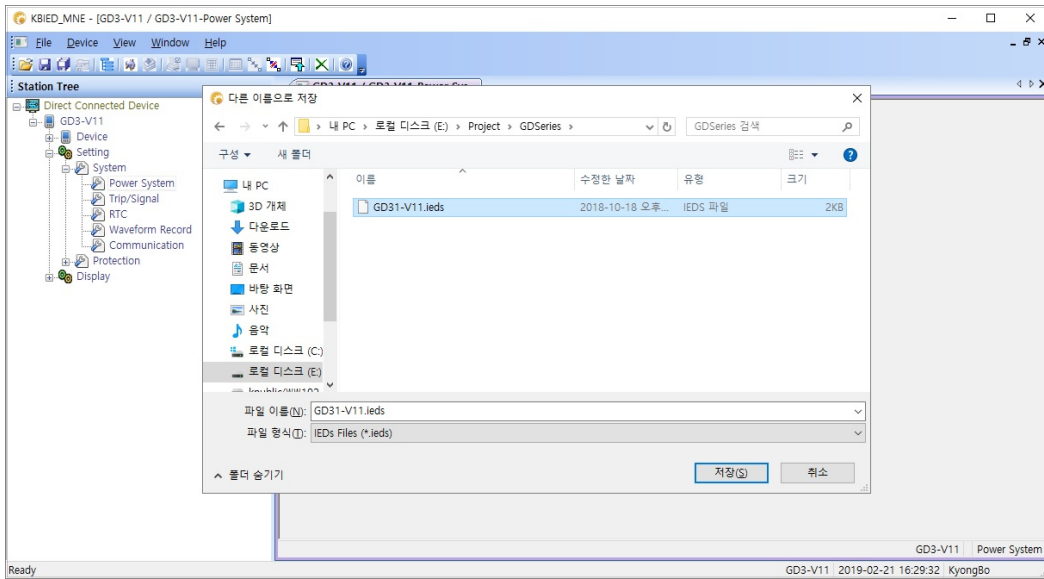 KBIED_MNE - [GD3-V11 / GD3-V11-Power System]
File Device View Window Help
Station Tree
Direct Connected Device
GD3-V11
Device
Setting
System
Power System
Trip/Signal
RTC
Waveform Record
Communication
Protection
Display
다른 이름으로 저장
내 PC › 로컬 디스크 (E:) › Project › GDSeries ›
GDSeries 검색
구성 새 폴더
이름 수정한 날짜 유형 크기
GD31-V11.ieds 2018-10-18 오후... IEDS 파일 2KB
내 PC
3D 개체
다운로드
동영상
문서
바탕 화면
사진
음악
로컬 디스크 (C:)
로컬 디스크 (E:)
파일 이름(N): GD31-V11.ieds
파일 형식(T): IEDs Files (*.ieds)
폴더 숨기기
저장(S) 취소
GD3-V11 Power System
Ready GD3-V11 2019-02-21 16:29:32 KyongBo